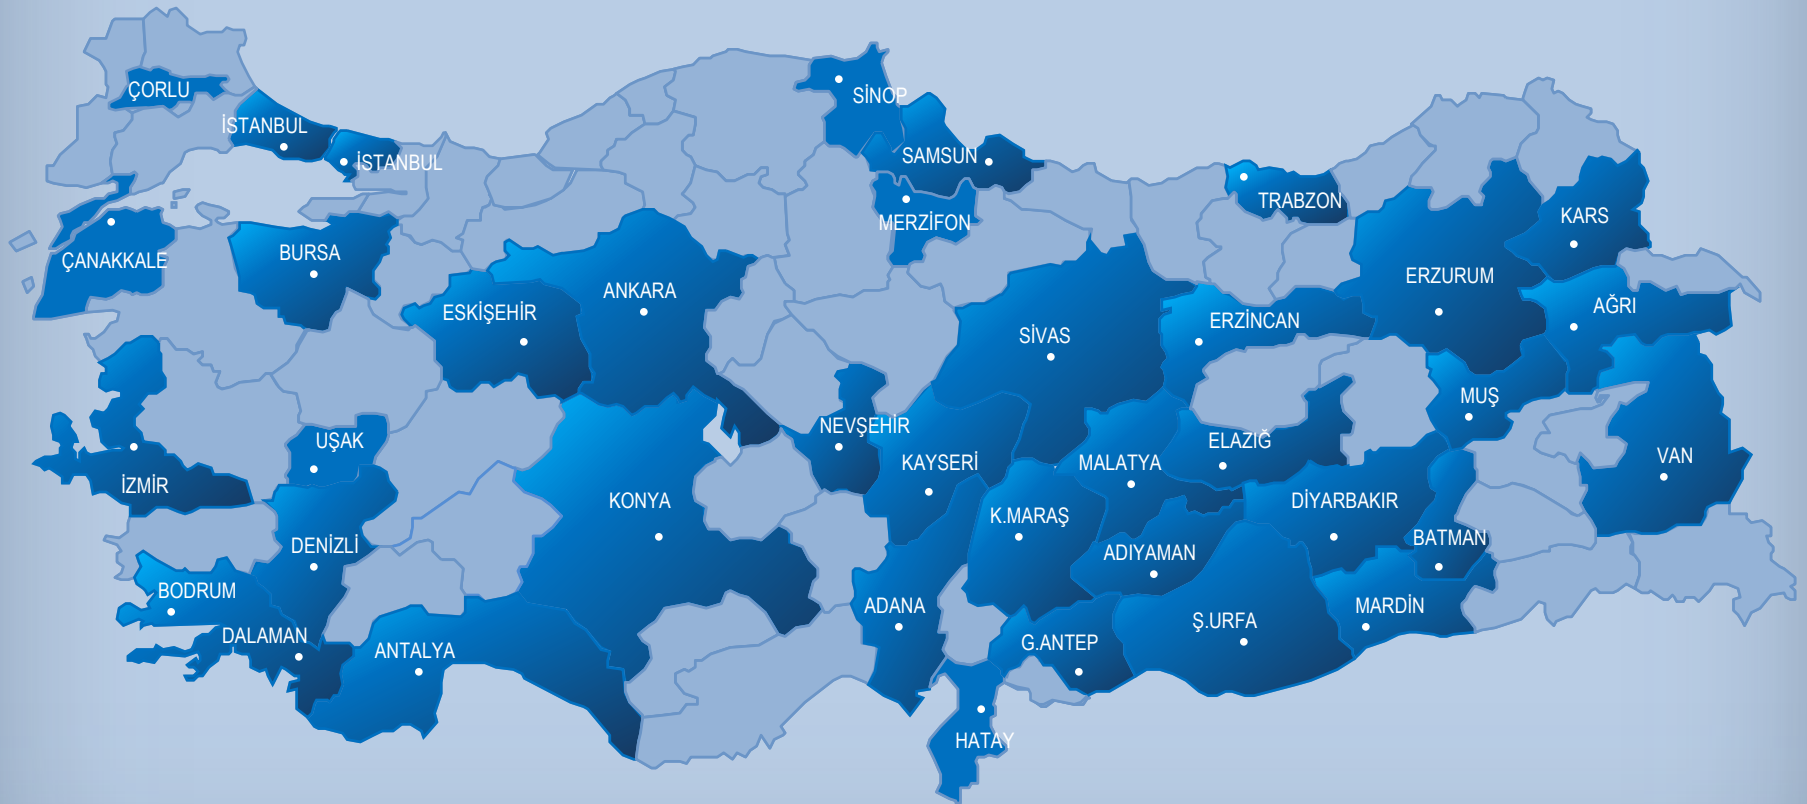 ÇORLU
SİNOP
İSTANBUL
İSTANBUL
SAMSUN
TRABZON
KARS
MERZİFON
ÇANAKKALE
BURSA
ERZURUM
ANKARA
AĞRI
ESKİŞEHİR
ERZİNCAN
SİVAS
MUŞ
NEVŞEHİR
UŞAK
ELAZIĞ
VAN
KAYSERİ
MALATYA
İZMİR
KONYA
DİYARBAKIR
K.MARAŞ
BATMAN
DENİZLİ
ADIYAMAN
BODRUM
ADANA
MARDİN
Ş.URFA
DALAMAN
G.ANTEP
ANTALYA
HATAY